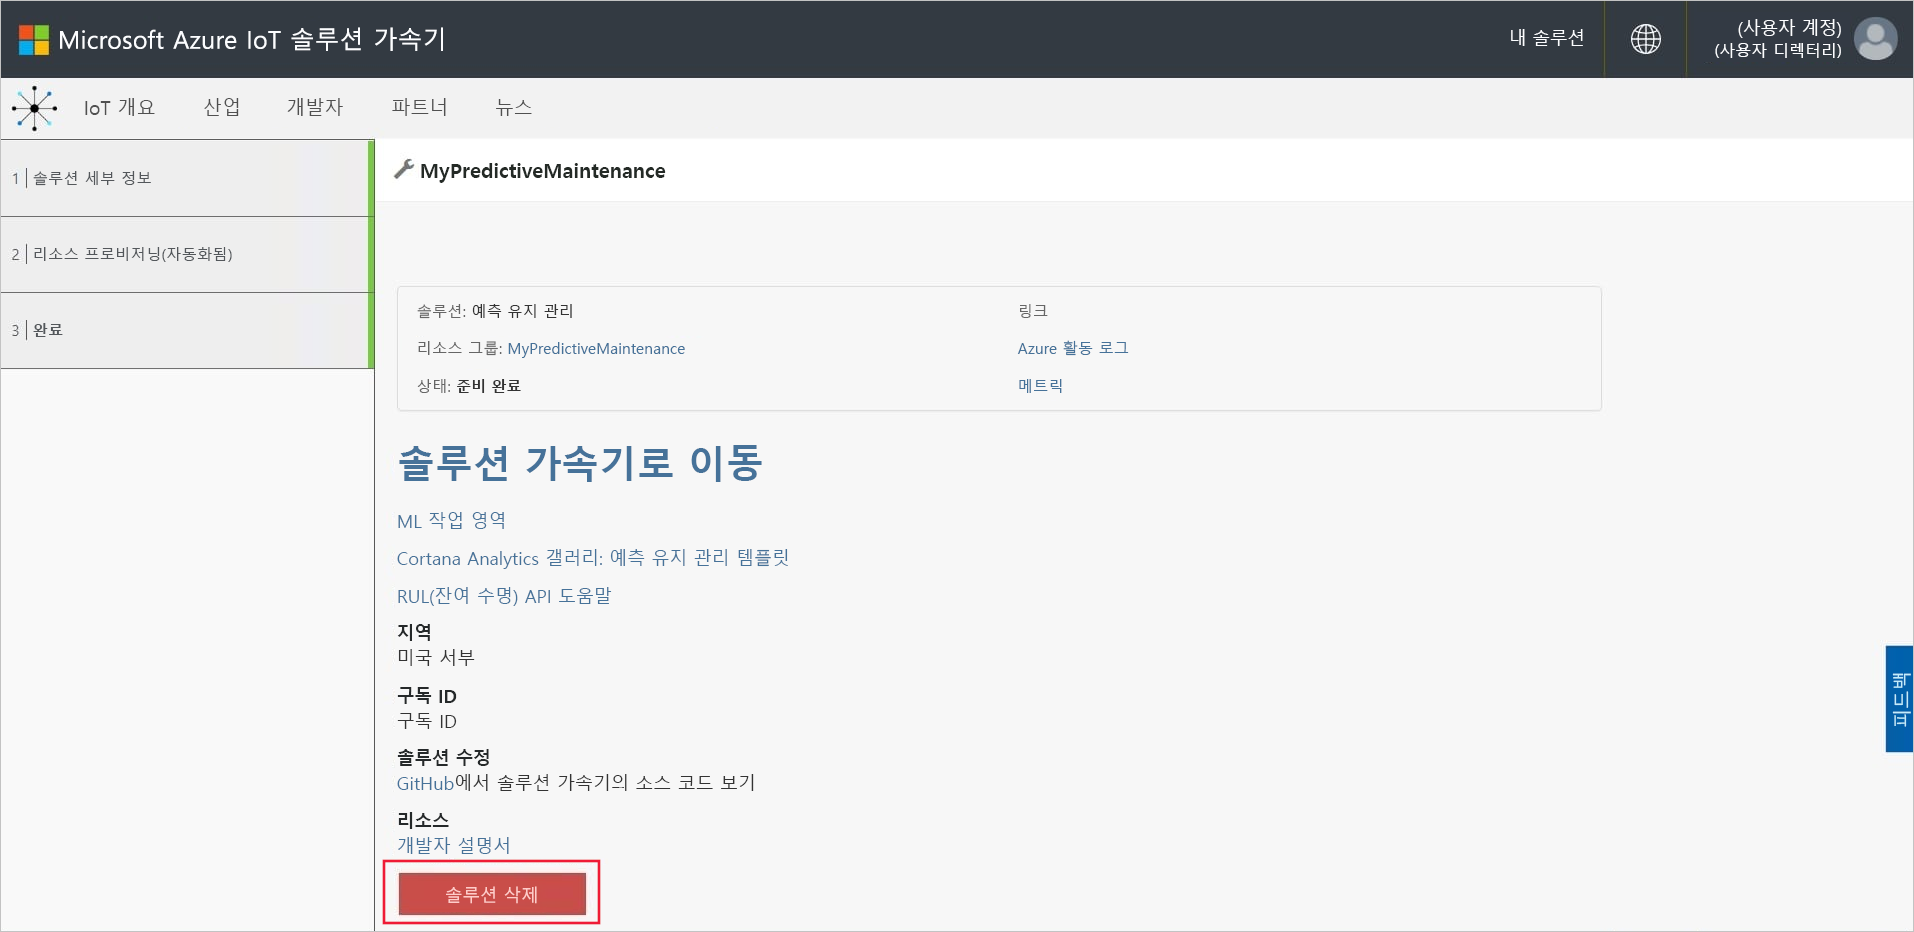 Microsoft Azure IoT 솔루션 가속기
내 솔루션
(사용자 계정)
(사용자 디렉터리)
IoT 개요
산업
개발자
파트너
뉴스
1 | 솔루션 세부 정보
2 | 리소스 프로비저닝(자동화됨)
3 | 완료
MyPredictiveMaintenance
솔루션: 예측 유지 관리
리소스 그룹: MyPredictiveMaintenance
상태: 준비 완료
링크
Azure 활동 로그
메트릭
솔루션 가속기로 이동
ML 작업 영역
Cortana Analytics 갤러리: 예측 유지 관리 템플릿
RUL(잔여 수명) API 도움말
지역
미국 서부
구독 ID
구독 ID
솔루션 수정
GitHub에서 솔루션 가속기의 소스 코드 보기
리소스
개발자 설명서
솔루션 삭제
피드백